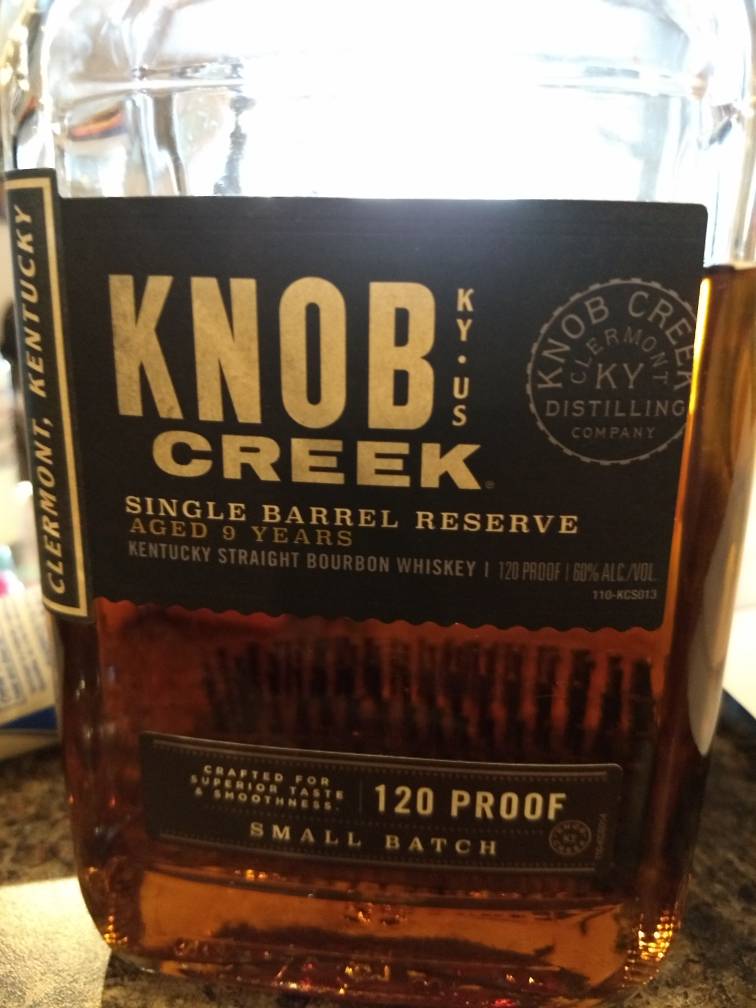 CLERMONT, KENTUCKY
KNOB
KY·US
CREEK
SINGLE BARREL RESERVE
AGED 9 YEARS
KENTUCKY STRAIGHT BOURBON WHISKEY | 120 PROOF | 60% ALC./VOL.
110-KCS013
KNOB CREEK
CLERMONT
KY
DISTILLING
COMPANY
CRAFTED FOR
SUPERIOR TASTE
& SMOOTHNESS.
120 PROOF
SMALL BATCH